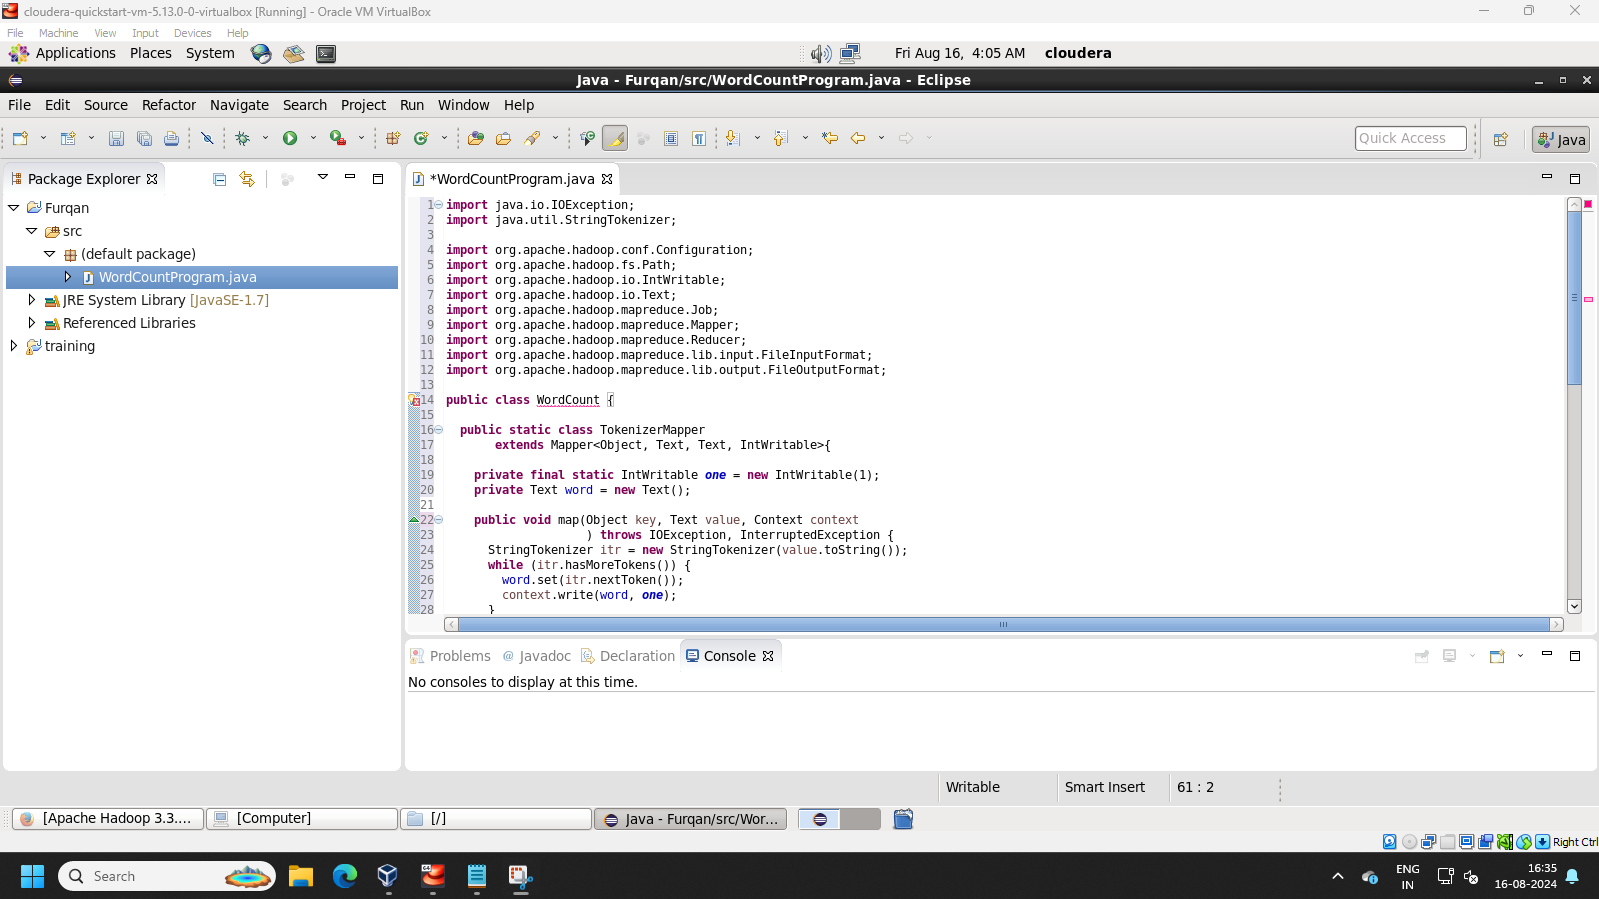 cloudera-quickstart-vm-5.13.0-0-virtualbox [Running] - Oracle VM VirtualBox
File Machine View Input Devices Help
Applications Places System Fri Aug 16, 4:05 AM cloudera
Java - Furqan/src/WordCountProgram.java - Eclipse
File Edit Source Refactor Navigate Search Project Run Window Help
Quick Access Java
Package Explorer
Furqan
src
(default package)
WordCountProgram.java
JRE System Library [JavaSE-1.7]
Referenced Libraries
training
*WordCountProgram.java
1 import java.io.IOException;
2 import java.util.StringTokenizer;
3
4 import org.apache.hadoop.conf.Configuration;
5 import org.apache.hadoop.fs.Path;
6 import org.apache.hadoop.io.IntWritable;
7 import org.apache.hadoop.io.Text;
8 import org.apache.hadoop.mapreduce.Job;
9 import org.apache.hadoop.mapreduce.Mapper;
10 import org.apache.hadoop.mapreduce.Reducer;
11 import org.apache.hadoop.mapreduce.lib.input.FileInputFormat;
12 import org.apache.hadoop.mapreduce.lib.output.FileOutputFormat;
13
14 public class WordCount {
15
16 public static class TokenizerMapper
17 extends Mapper<Object, Text, Text, IntWritable>{
18
19 private final static IntWritable one = new IntWritable(1);
20 private Text word = new Text();
21
22 public void map(Object key, Text value, Context context
23 ) throws IOException, InterruptedException {
24 StringTokenizer itr = new StringTokenizer(value.toString());
25 while (itr.hasMoreTokens()) {
26 word.set(itr.nextToken());
27 context.write(word, one);
28 }
Problems @ Javadoc Declaration Console
No consoles to display at this time.
Writable Smart Insert 61 : 2
[Apache Hadoop 3.3.... [Computer] [/] Java - Furqan/src/Wor...
Right Ctrl
Search
ENG
IN
16:35
16-08-2024